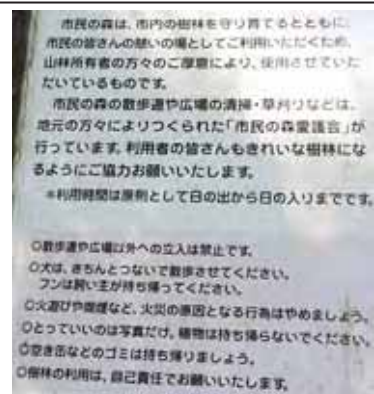 市民の森は、市内の樹林を守り育てるとともに、
市民の皆さんの憩いの場としてご利用いただくため、
山林所有者の方々のご厚意により、使用させていた
だいているものです。
市民の森の散歩道や広場の清掃・草刈りなどは、
地元の方々によりつくられた「市民の森愛護会」が
行っています。利用者の皆さんもきれいな樹林にな
るようにご協力お願いいたします。
※利用時間は原則として日の出から日の入りまでです。
○散歩道や広場以外への立入は禁止です。
○犬は、きちんとつないで散歩させてください。
フンは飼い主が持ち帰ってください。
○火遊びや喫煙など、火災の原因となる行為はやめましょう。
○とっていいのは写真だけ。植物は持ち帰らないでください。
○空き缶などのゴミは持ち帰りましょう。
○樹林の利用は、自己責任でお願いいたします。